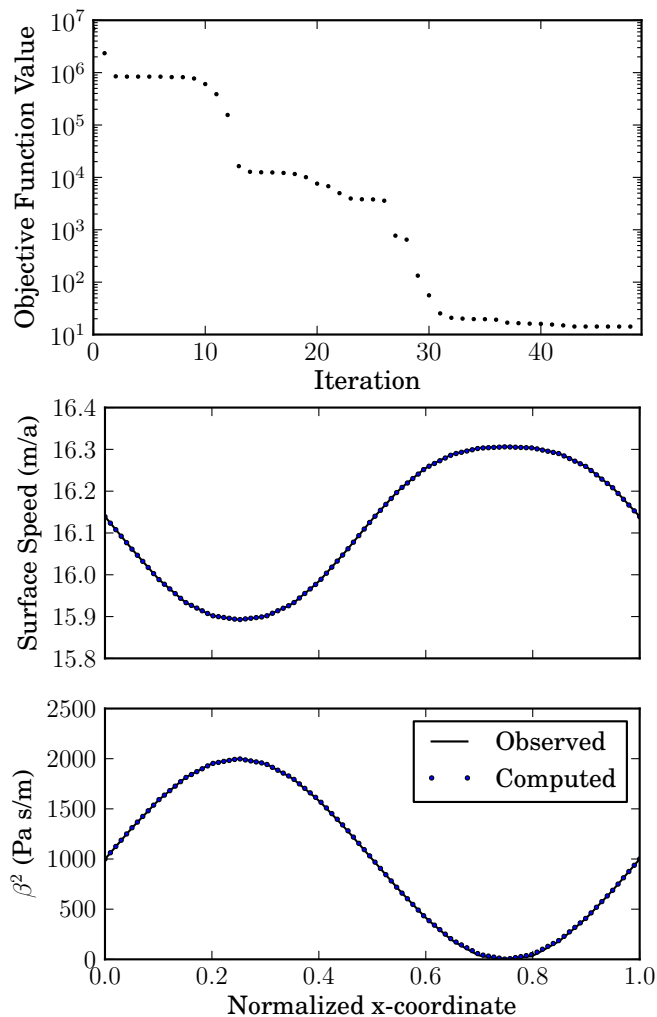 10^7
10^6
10^5
10^4
10^3
10^2
10^1
Objective Function Value
0 10 20 30 40
Iteration
16.4
16.3
16.2
16.1
16.0
15.9
15.8
Surface Speed (m/a)
2500
2000
1500
1000
500
0
β² (Pa s/m)
Observed
Computed
0.0 0.2 0.4 0.6 0.8 1.0
Normalized x-coordinate